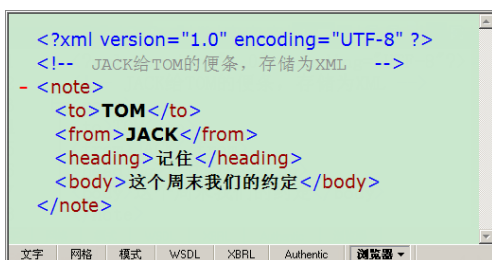 <?xml version="1.0" encoding="UTF-8" ?>
<!-- JACK给TOM的便条，存储为XML -->
- <note>
<to>TOM</to>
<from>JACK</from>
<heading>记住</heading>
<body>这个周末我们的约定</body>
</note>
文字 网格 模式 WSDL XBRL Authentic 浏览器